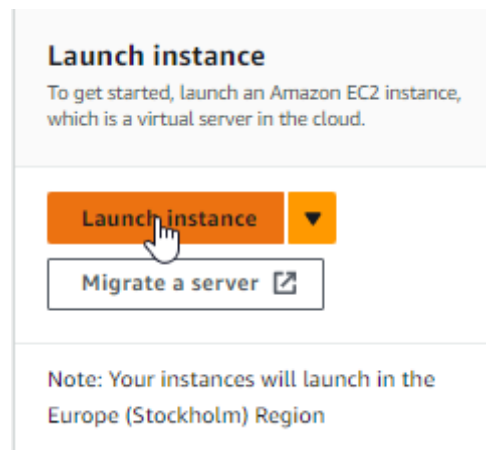 Launch instance
To get started, launch an Amazon EC2 instance,
which is a virtual server in the cloud.
Launch instance
Migrate a server
Note: Your instances will launch in the
Europe (Stockholm) Region